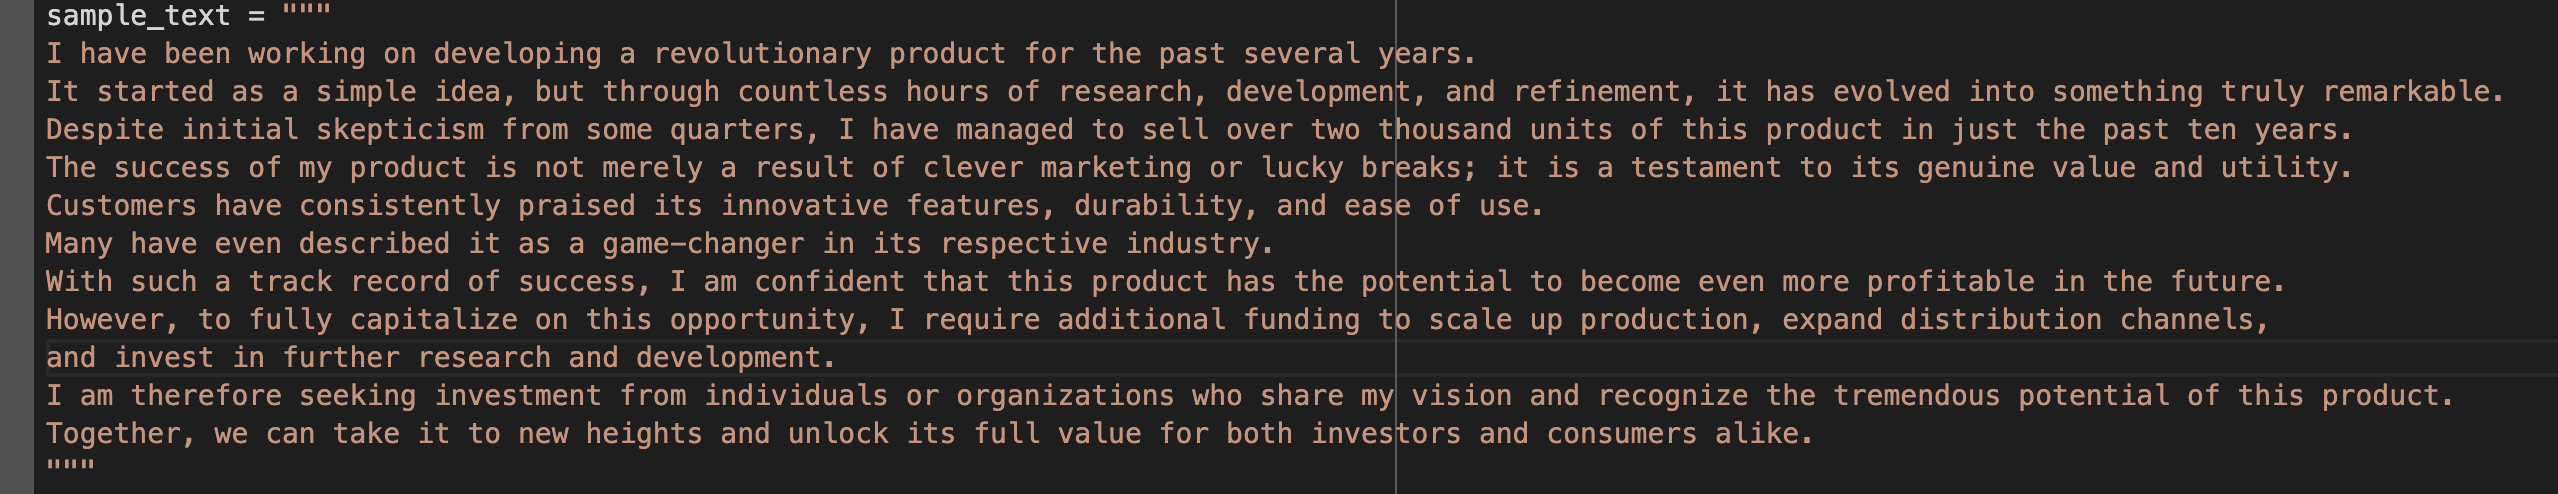 sample_text = """
I have been working on developing a revolutionary product for the past several years.
It started as a simple idea, but through countless hours of research, development, and refinement, it has evolved into something truly remarkable.
Despite initial skepticism from some quarters, I have managed to sell over two thousand units of this product in just the past ten years.
The success of my product is not merely a result of clever marketing or lucky breaks; it is a testament to its genuine value and utility.
Customers have consistently praised its innovative features, durability, and ease of use.
Many have even described it as a game-changer in its respective industry.
With such a track record of success, I am confident that this product has the potential to become even more profitable in the future.
However, to fully capitalize on this opportunity, I require additional funding to scale up production, expand distribution channels,
and invest in further research and development.
I am therefore seeking investment from individuals or organizations who share my vision and recognize the tremendous potential of this product.
Together, we can take it to new heights and unlock its full value for both investors and consumers alike.
"""